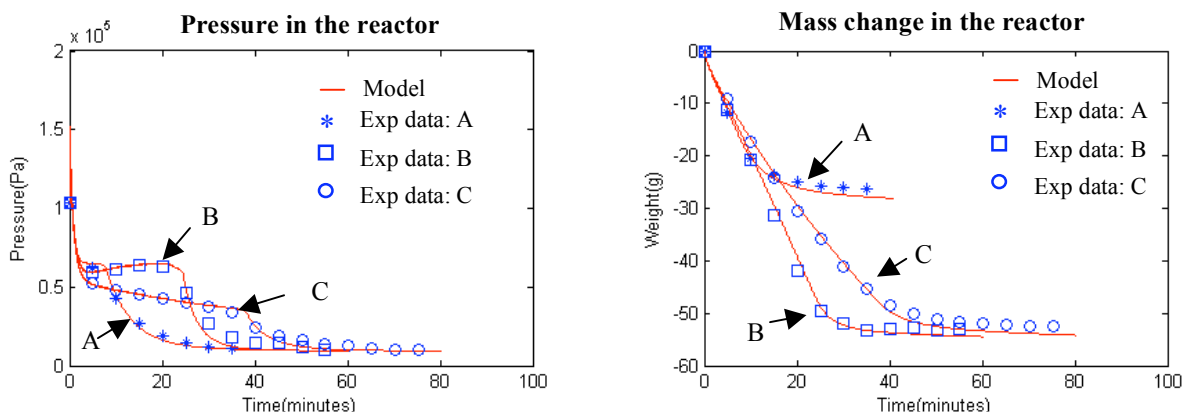 Pressure in the reactor
x 10^5
2
1.5
1
0.5
0
0 20 40 60 80 100
Pressure(Pa)
Time(minutes)
Model
Exp data: A
Exp data: B
Exp data: C
B
C
A
Mass change in the reactor
0
-10
-20
-30
-40
-50
-60
0 20 40 60 80 100
Weight(g)
Time(minutes)
Model
Exp data: A
Exp data: B
Exp data: C
A
C
B